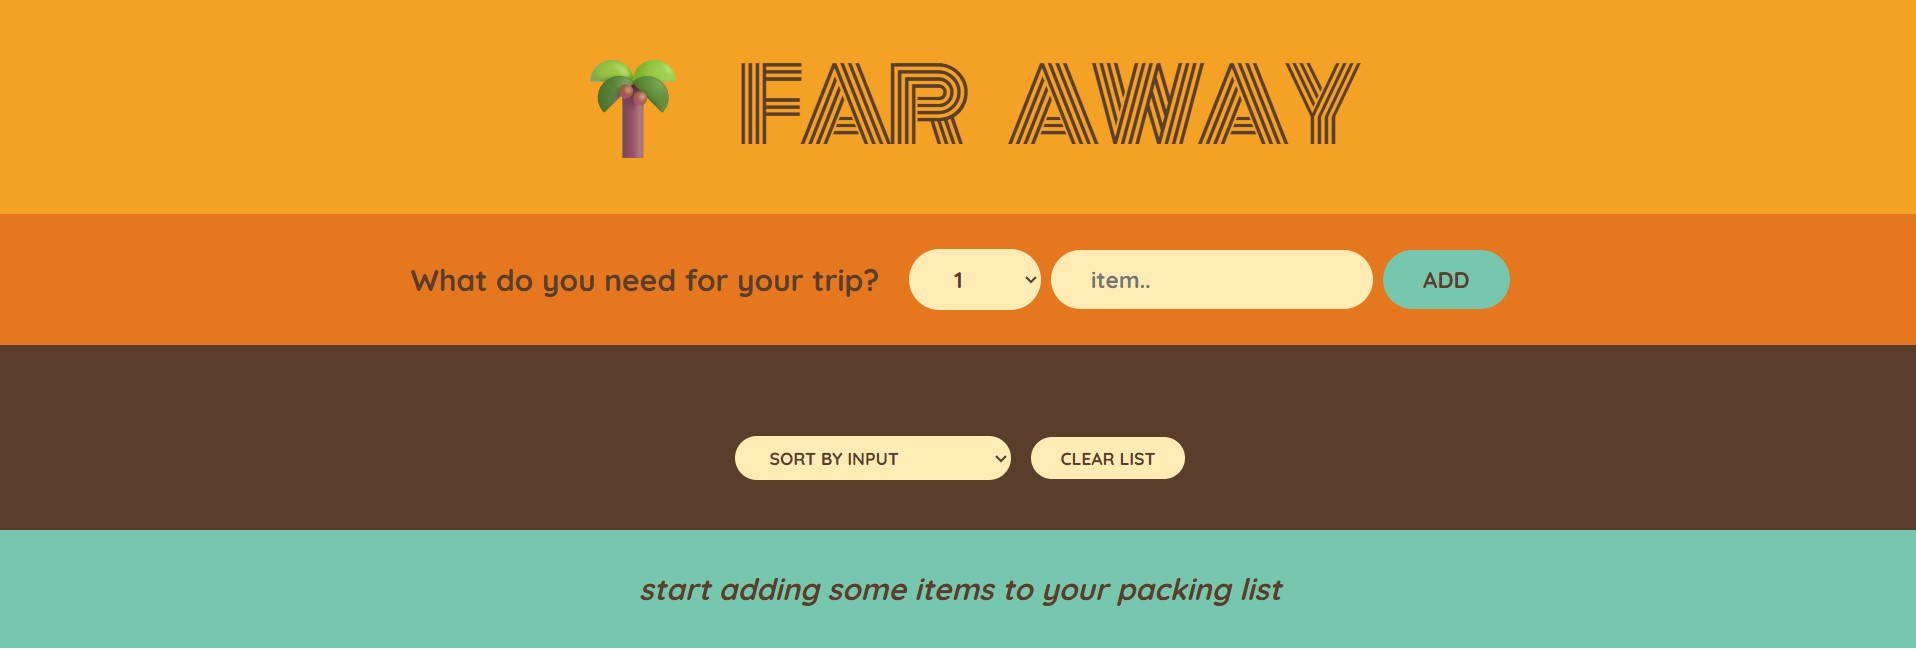 FAR AWAY
What do you need for your trip? 1 item.. ADD
SORT BY INPUT CLEAR LIST
start adding some items to your packing list